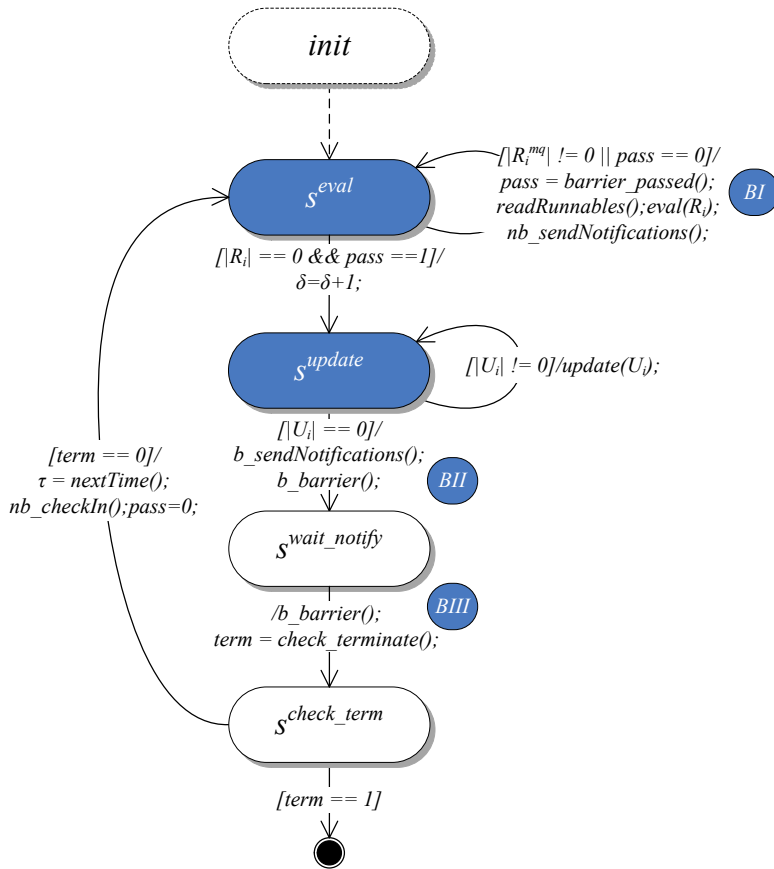 init
s^eval
[|R_i^mq| != 0 || pass == 0]/
pass = barrier_passed();
readRunnables();eval(R_i);
nb_sendNotifications();
BI
[|R_i| == 0 && pass ==1]/
δ=δ+1;
s^update
[|U_i| != 0]/update(U_i);
[|U_i| == 0]/
b_sendNotifications();
b_barrier();
BII
[term == 0]/
τ = nextTime();
nb_checkIn();pass=0;
s^wait_notify
/b_barrier();
term = check_terminate();
BIII
s^check_term
[term == 1]